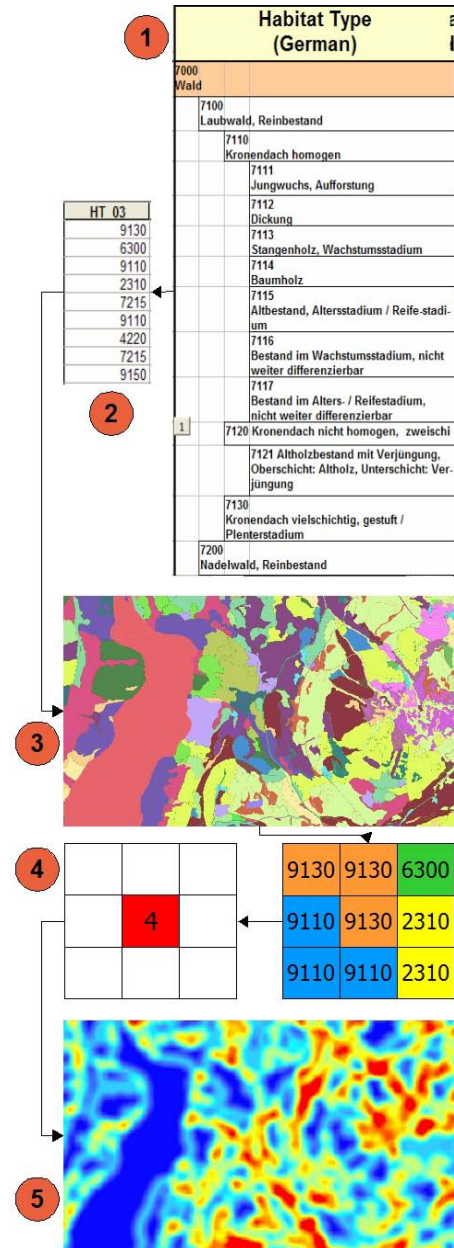 1
Habitat Type
(German)
7000
Wald
7100
Laubwald, Reinbestand
7110
Kronendach homogen
7111
Jungwuchs, Aufforstung
7112
Dickung
7113
Stangenholz, Wachstumsstadium
7114
Baumholz
7115
Altbestand, Altersstadium / Reife-stadi-
um
7116
Bestand im Wachstumsstadium, nicht
weiter differenzierbar
7117
Bestand im Alters- / Reifestadium,
nicht weiter differenzierbar
1
7120 Kronendach nicht homogen, zweischi
7121 Altholzbestand mit Verjüngung,
Oberschicht: Altholz, Unterschicht: Ver-
jüngung
7130
Kronendach vielschichtig, gestuft /
Plenterstadium
7200
Nadelwald, Reinbestand
HT_03
9130
6300
9110
2310
7215
9110
4220
7215
9150
2
3
4
4
9130 9130 6300
9110 9130 2310
9110 9110 2310
5